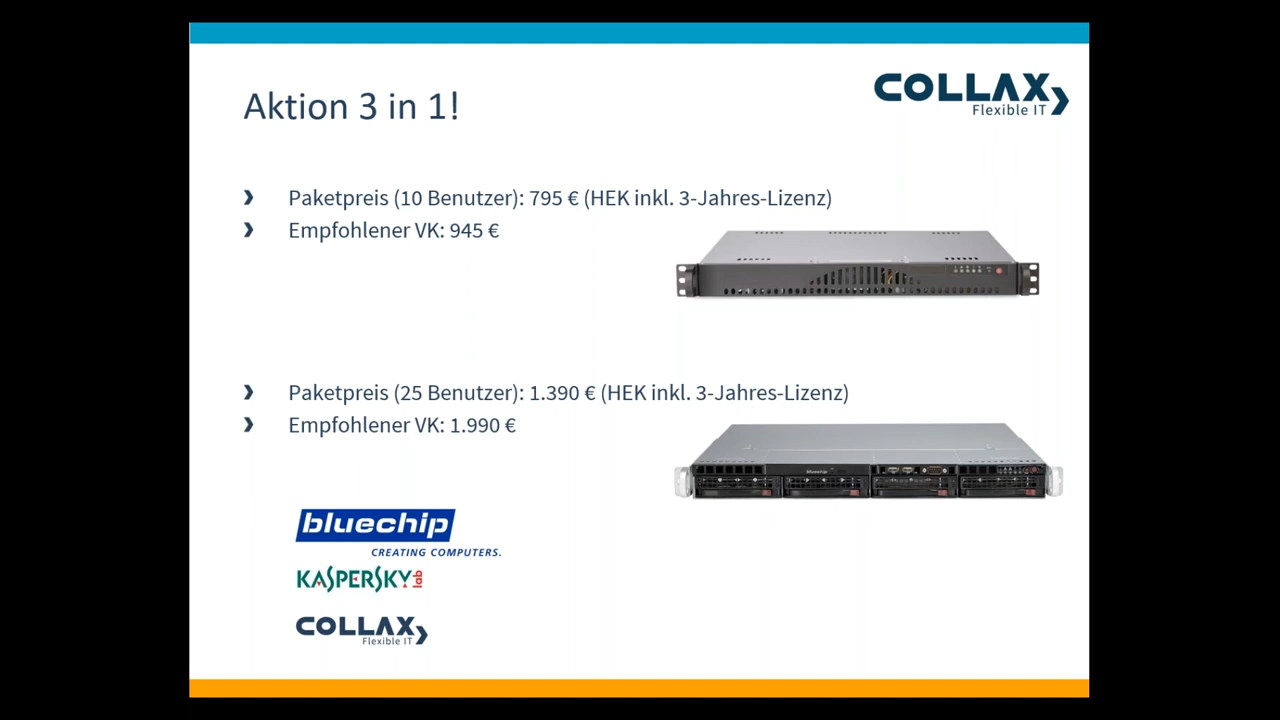 Aktion 3 in 1!
COLLAX
Flexible IT
Paketpreis (10 Benutzer): 795 € (HEK inkl. 3-Jahres-Lizenz)
Empfohlener VK: 945 €
Paketpreis (25 Benutzer): 1.390 € (HEK inkl. 3-Jahres-Lizenz)
Empfohlener VK: 1.990 €
bluechip
bluechip
CREATING COMPUTERS.
KASPERSKY lab
COLLAX
Flexible IT